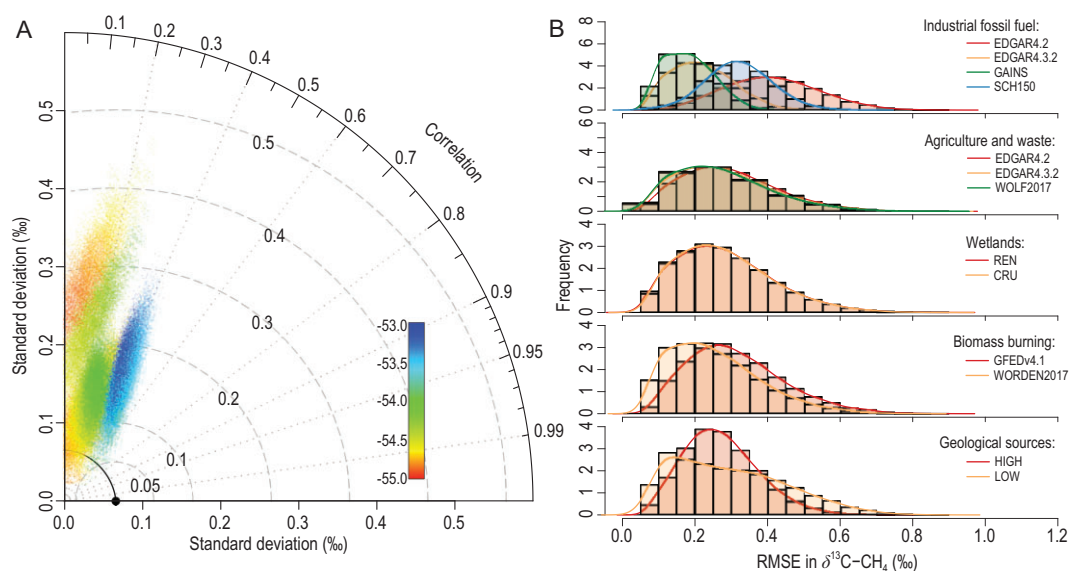 A
0.1
0.2
0.3
0.4
0.5
0.6
0.7
0.8
0.9
0.95
0.99
Correlation
Standard deviation (‰)
0.5
0.4
0.3
0.2
0.1
0.0
0.5
0.4
0.3
0.2
0.1
0.05
-53.0
-53.5
-54.0
-54.5
-55.0
0.0 0.1 0.2 0.3 0.4 0.5
Standard deviation (‰)
B
Frequency
8
6
4
2
0
Industrial fossil fuel:
EDGAR4.2
EDGAR4.3.2
GAINS
SCH150
6
3
2
1
0
Agriculture and waste:
EDGAR4.2
EDGAR4.3.2
WOLF2017
4
3
2
1
0
Wetlands:
REN
CRU
4
3
2
1
0
Biomass burning:
GFEDv4.1
WORDEN2017
4
3
2
1
0
Geological sources:
HIGH
LOW
0.0 0.2 0.4 0.6 0.8 1.0 1.2
RMSE in δ¹³C−CH₄ (‰)